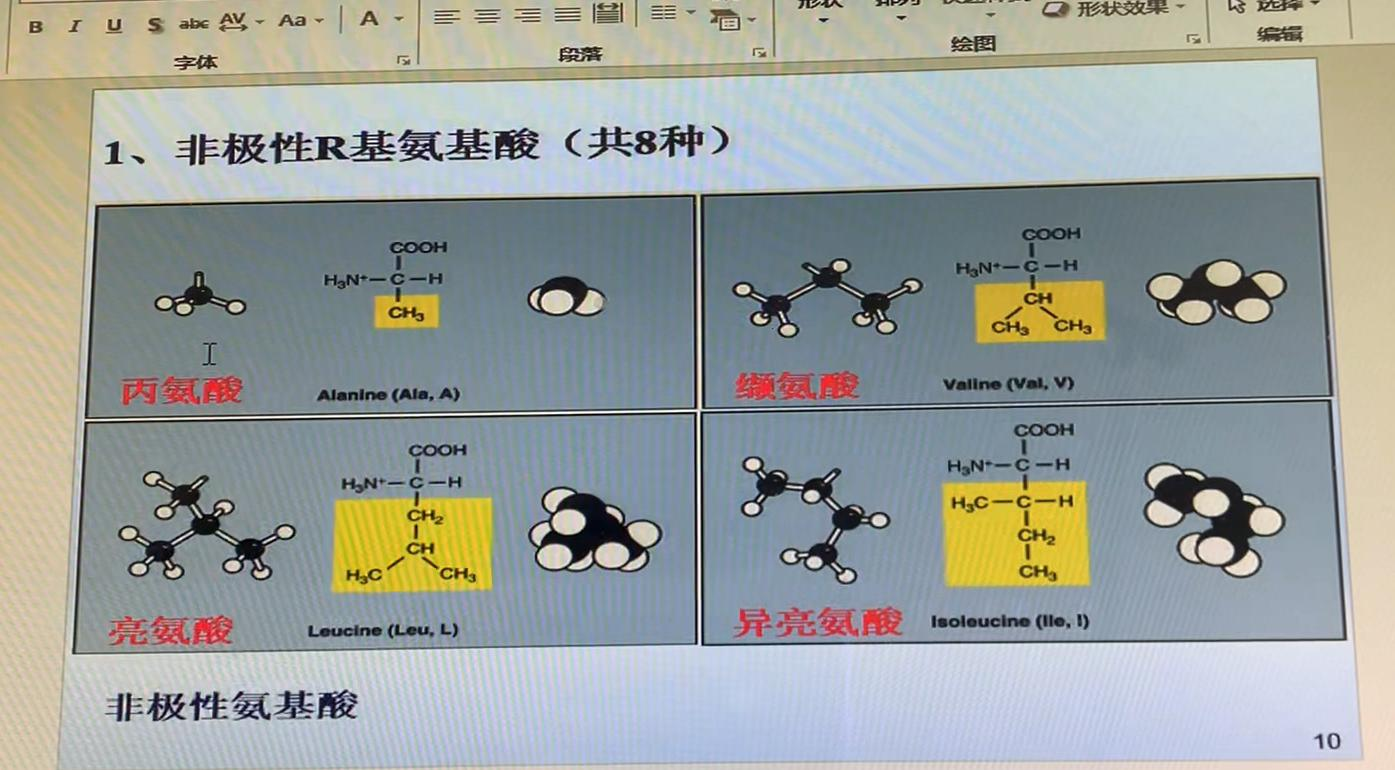 B I U S abc AV Aa A
形状效果
选择
字体
段落
绘图
编辑
1、非极性R基氨基酸（共8种）
COOH
H₃N⁺—C—H
CH₃
丙氨酸
Alanine (Ala, A)
COOH
H₃N⁺—C—H
CH
CH₃ CH₃
缬氨酸
Valine (Val, V)
COOH
H₃N⁺—C—H
CH₂
CH
H₃C CH₃
亮氨酸
Leucine (Leu, L)
COOH
H₃N⁺—C—H
H₃C—C—H
CH₂
CH₃
异亮氨酸
Isoleucine (Ile, I)
非极性氨基酸
10